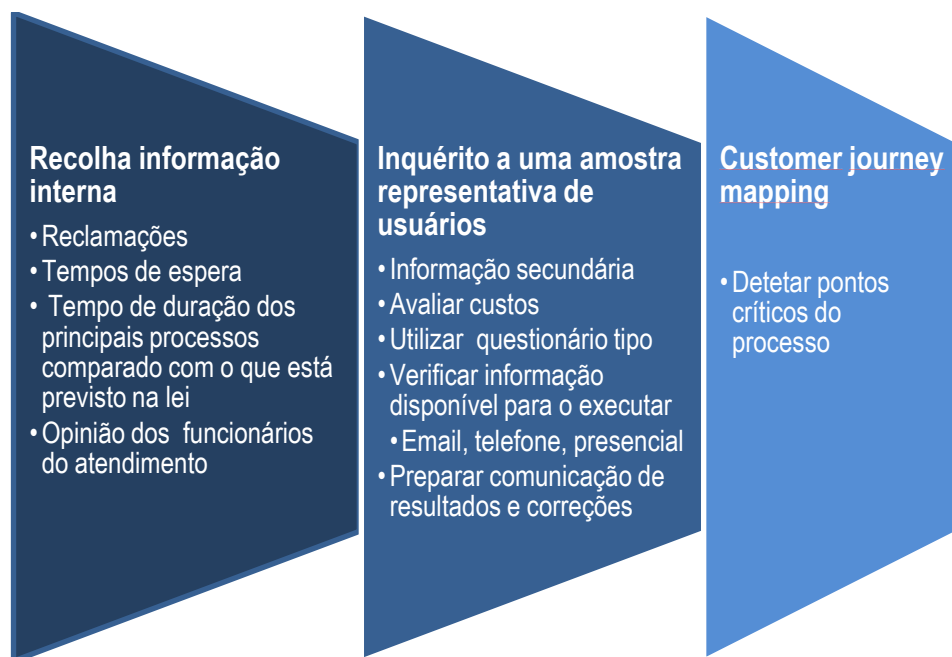 Recolha informação
interna
• Reclamações
• Tempos de espera
• Tempo de duração dos
principais processos
comparado com o que está
previsto na lei
• Opinião dos funcionários
do atendimento
Inquérito a uma amostra
representativa de
usuários
• Informação secundária
• Avaliar custos
• Utilizar questionário tipo
• Verificar informação
disponível para o executar
• Email, telefone, presencial
• Preparar comunicação de
resultados e correções
Customer journey
mapping
• Detetar pontos
críticos do
processo